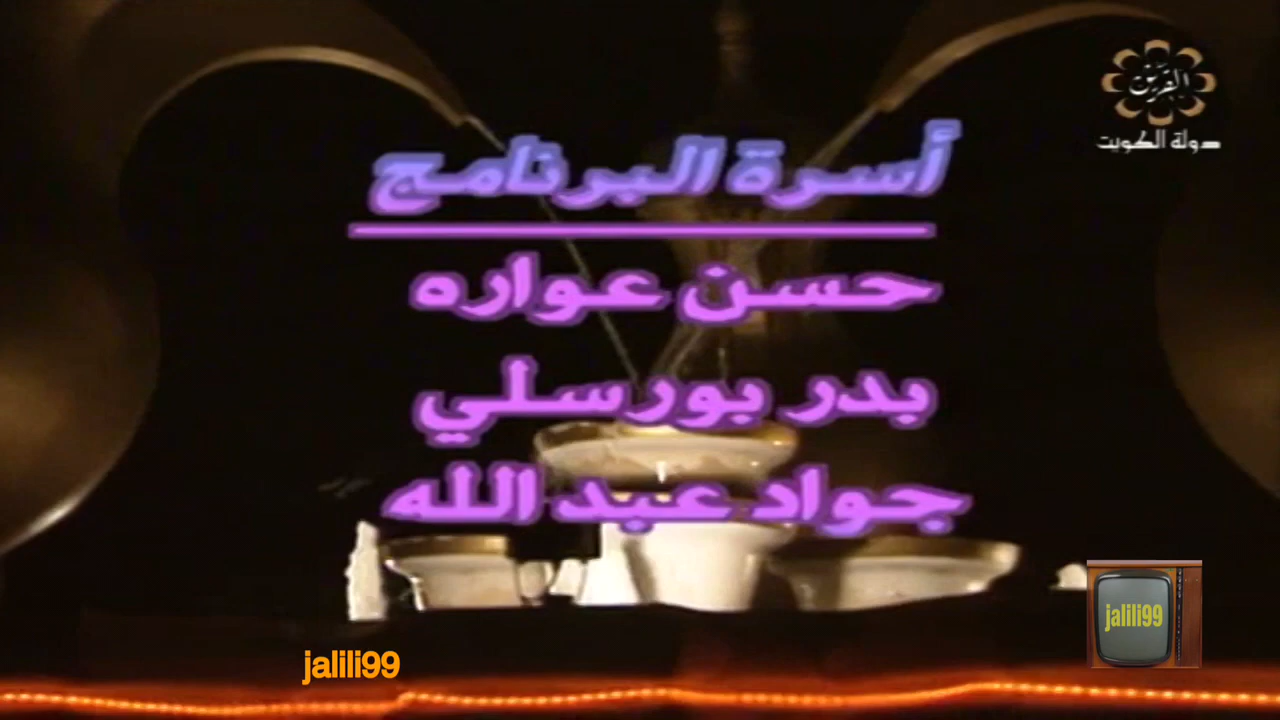 القرين
دولة الكويت
أسرة البرنامج
حسن عواره
بدر بورسلي
جواد عبد الله
jalili99
jalili99